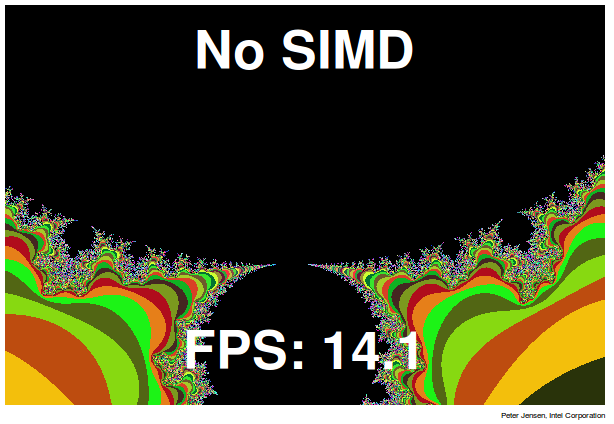 No SIMD
FPS: 14.1
Peter Jensen, Intel Corporation